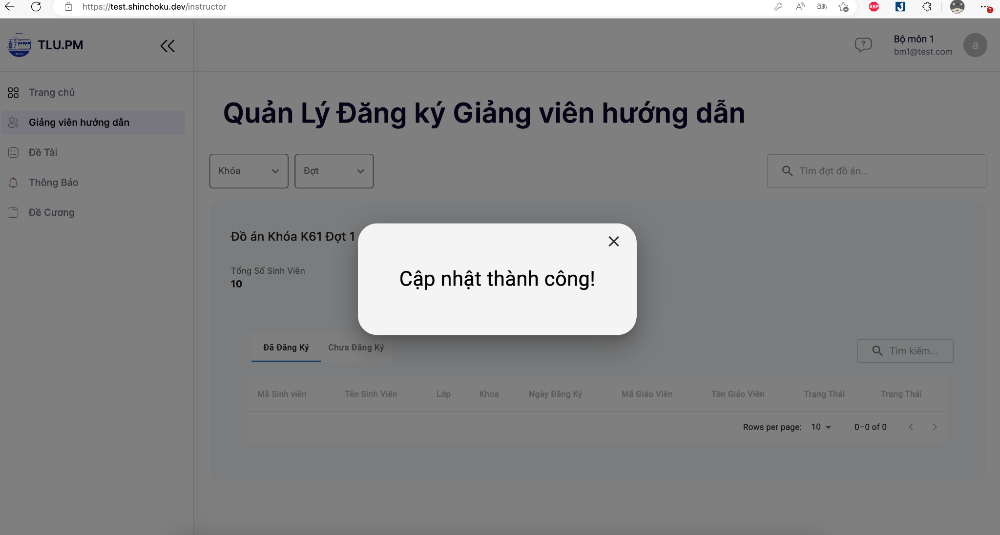 https://test.shinchoku.dev/instructor
ABP
TLU.PM
Bộ môn 1
bm1@test.com
a
Trang chủ
Giảng viên hướng dẫn
Đề Tài
Thông Báo
Đề Cương
Quản Lý Đăng ký Giảng viên hướng dẫn
Khóa
Đợt
Tìm đợt đồ án...
Đồ án Khóa K61 Đợt 1
Tổng Số Sinh Viên
10
Cập nhật thành công!
Đã Đăng Ký
Chưa Đăng Ký
Tìm kiếm...
Mã Sinh viên Tên Sinh Viên Lớp Khoa Ngày Đăng Ký Mã Giáo Viên Tên Giáo Viên Trạng Thái Trạng Thái
Rows per page: 10 0–0 of 0